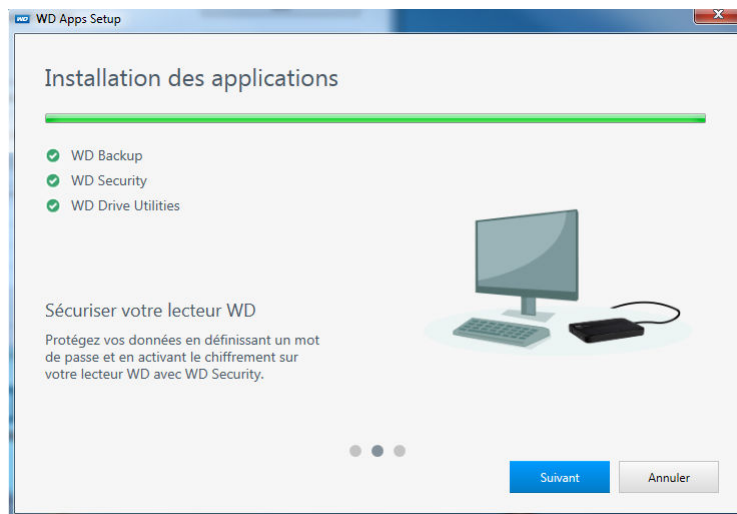 WD WD Apps Setup
Installation des applications
WD Backup
WD Security
WD Drive Utilities
Sécuriser votre lecteur WD
Protégez vos données en définissant un mot
de passe et en activant le chiffrement sur
votre lecteur WD avec WD Security.
Suivant Annuler